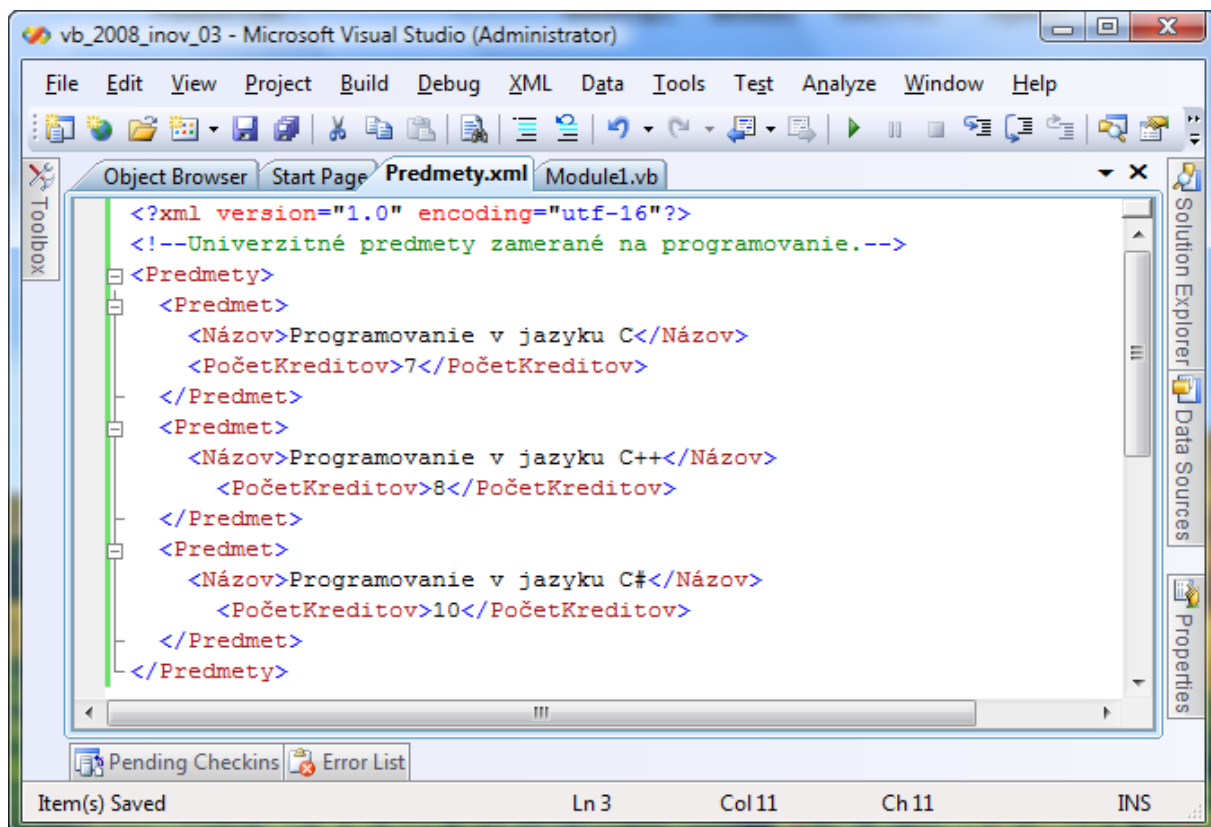 vb_2008_inov_03 - Microsoft Visual Studio (Administrator)
File Edit View Project Build Debug XML Data Tools Test Analyze Window Help
Toolbox
Object Browser Start Page Predmety.xml Module1.vb
<?xml version="1.0" encoding="utf-16"?>
<!--Univerzitné predmety zamerané na programovanie.-->
<Predmety>
<Predmet>
<Názov>Programovanie v jazyku C</Názov>
<PočetKreditov>7</PočetKreditov>
</Predmet>
<Predmet>
<Názov>Programovanie v jazyku C++</Názov>
<PočetKreditov>8</PočetKreditov>
</Predmet>
<Predmet>
<Názov>Programovanie v jazyku C#</Názov>
<PočetKreditov>10</PočetKreditov>
</Predmet>
</Predmety>
Solution Explorer
Data Sources
Properties
Pending Checkins Error List
Item(s) Saved Ln 3 Col 11 Ch 11 INS